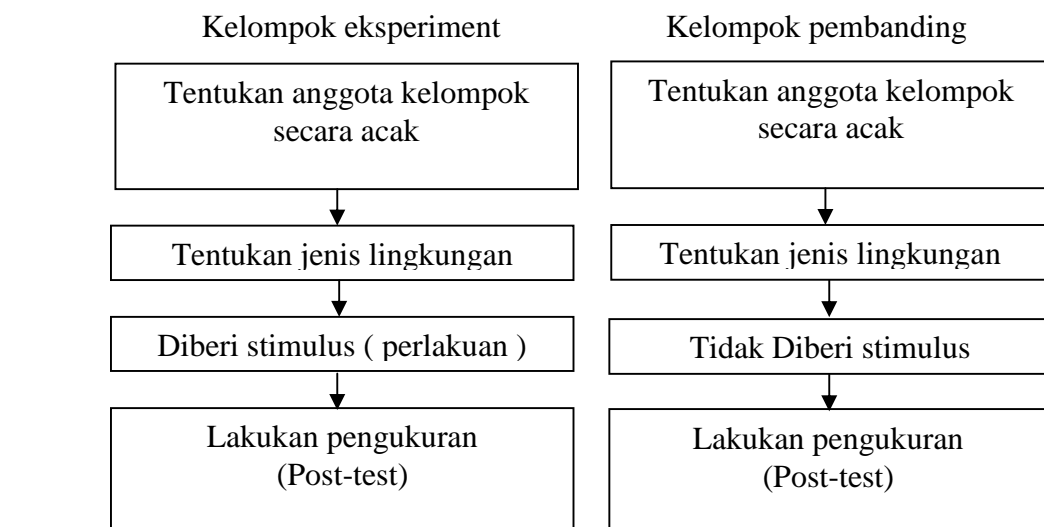 Kelompok eksperiment
Tentukan anggota kelompok
secara acak
Tentukan jenis lingkungan
Diberi stimulus ( perlakuan )
Lakukan pengukuran
(Post-test)
Kelompok pembanding
Tentukan anggota kelompok
secara acak
Tentukan jenis lingkungan
Tidak Diberi stimulus
Lakukan pengukuran
(Post-test)